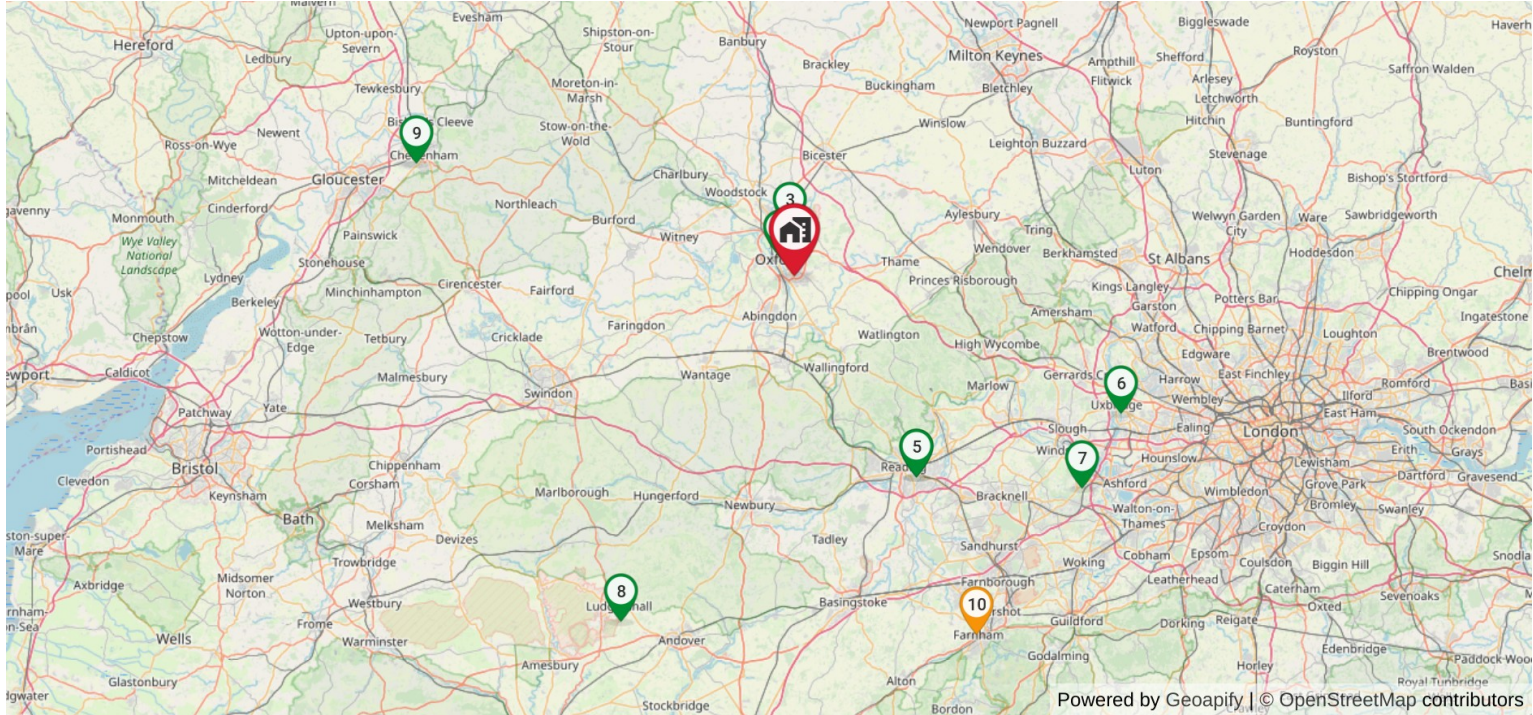 Malvern
Evesham
Newport Pagnell
Biggleswade
Haverh
Hereford
Upton-upon-
Severn
Shipston-on-
Stour
Banbury
Milton Keynes
Royston
Ledbury
Brackley
Ampthill
Shefford
Saffron Walden
Tewkesbury
Moreton-in-
Marsh
Buckingham
Bletchley
Flitwick
Arlesey
Letchworth
9
Newent
Stow-on-the-
Wold
Winslow
Hitchin
Buntingford
Ross-on-Wye
Bicester
Leighton Buzzard
Stevenage
Gloucester
Mitcheldean
Charlbury
Luton
Bishop's Stortford
3
Woodstock
Cinderford
Northleach
Burford
Aylesbury
Welwyn Garden
City
Ware
Sawbridgeworth
gavenny
Monmouth
Painswick
Witney
Tring
Wye Valley
National
Landscape
Wendover
Berkhamsted
Hoddesdon
Stonehouse
Thame
St Albans
Lydney
Cirencester
Fairford
Princes Risborough
Kings Langley
Chelm
Usk
Minchinhampton
Berkeley
Potters Bar
Chipping Ongar
Garston
Amersham
Abingdon
Ingatestone
Chepstow
Wotton-under-
Edge
Tetbury
Cricklade
Faringdon
Watlington
Watford
Chipping Barnet
Loughton
High Wycombe
Edgware
Brentwood
Caldicot
Malmesbury
Wantage
Wallingford
Marlow
Gerrards C
6
Harrow
East Finchley
Romford
Swindon
Wembley
Ilford
Patchway
Yate
Slough
Ealing
London
East Ham
South Ockendon
Portishead
5
Bristol
Chippenham
7
Hounslow
Lewisham
Erith
Grays
Clevedon
Keynsham
Corsham
Marlborough
Hungerford
Newbury
Bracknell
Ashford
Wimbledon
Grove Park
Dartford
Gravesend
Bath
Melksham
Walton-on-
Thames
Bromley
Swanley
ston-super-
Mare
Devizes
Tadley
Sandhurst
Croydon
Trowbridge
Woking
Cobham
Epsom
Coulsdon
Biggin Hill
Axbridge
Midsomer
Norton
Westbury
8
Basingstoke
Farnborough
Leatherhead
Caterham
Sevenoaks
10
Frome
Guildford
Dorking
Reigate
Oxted
Wells
Warminster
Andover
Farnham
Edenbridge
Amesbury
Godalming
Horley
Paddock Woo
Glastonbury
Alton
Royal Tunbridge
Stockbridge
Bordon
Powered by Geoapify | © OpenStreetMap contributors